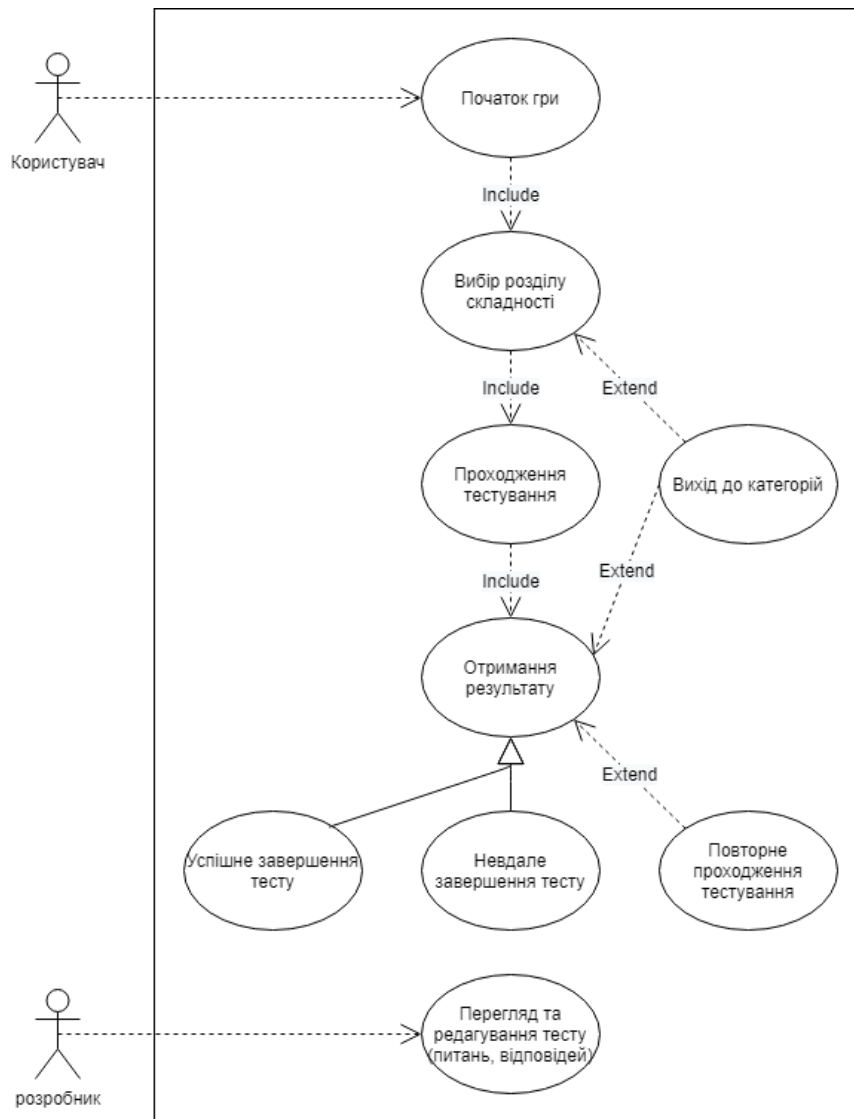 Початок гри
Користувач
Include
Вибір розділу
складності
Include
Extend
Проходження
тестування
Вихід до категорій
Include
Extend
Отримання
результату
Extend
Успішне завершення
тесту
Невдале
завершення тесту
Повторне
проходження
тестування
Перегляд та
редагування тесту
(питань, відповідей)
розробник